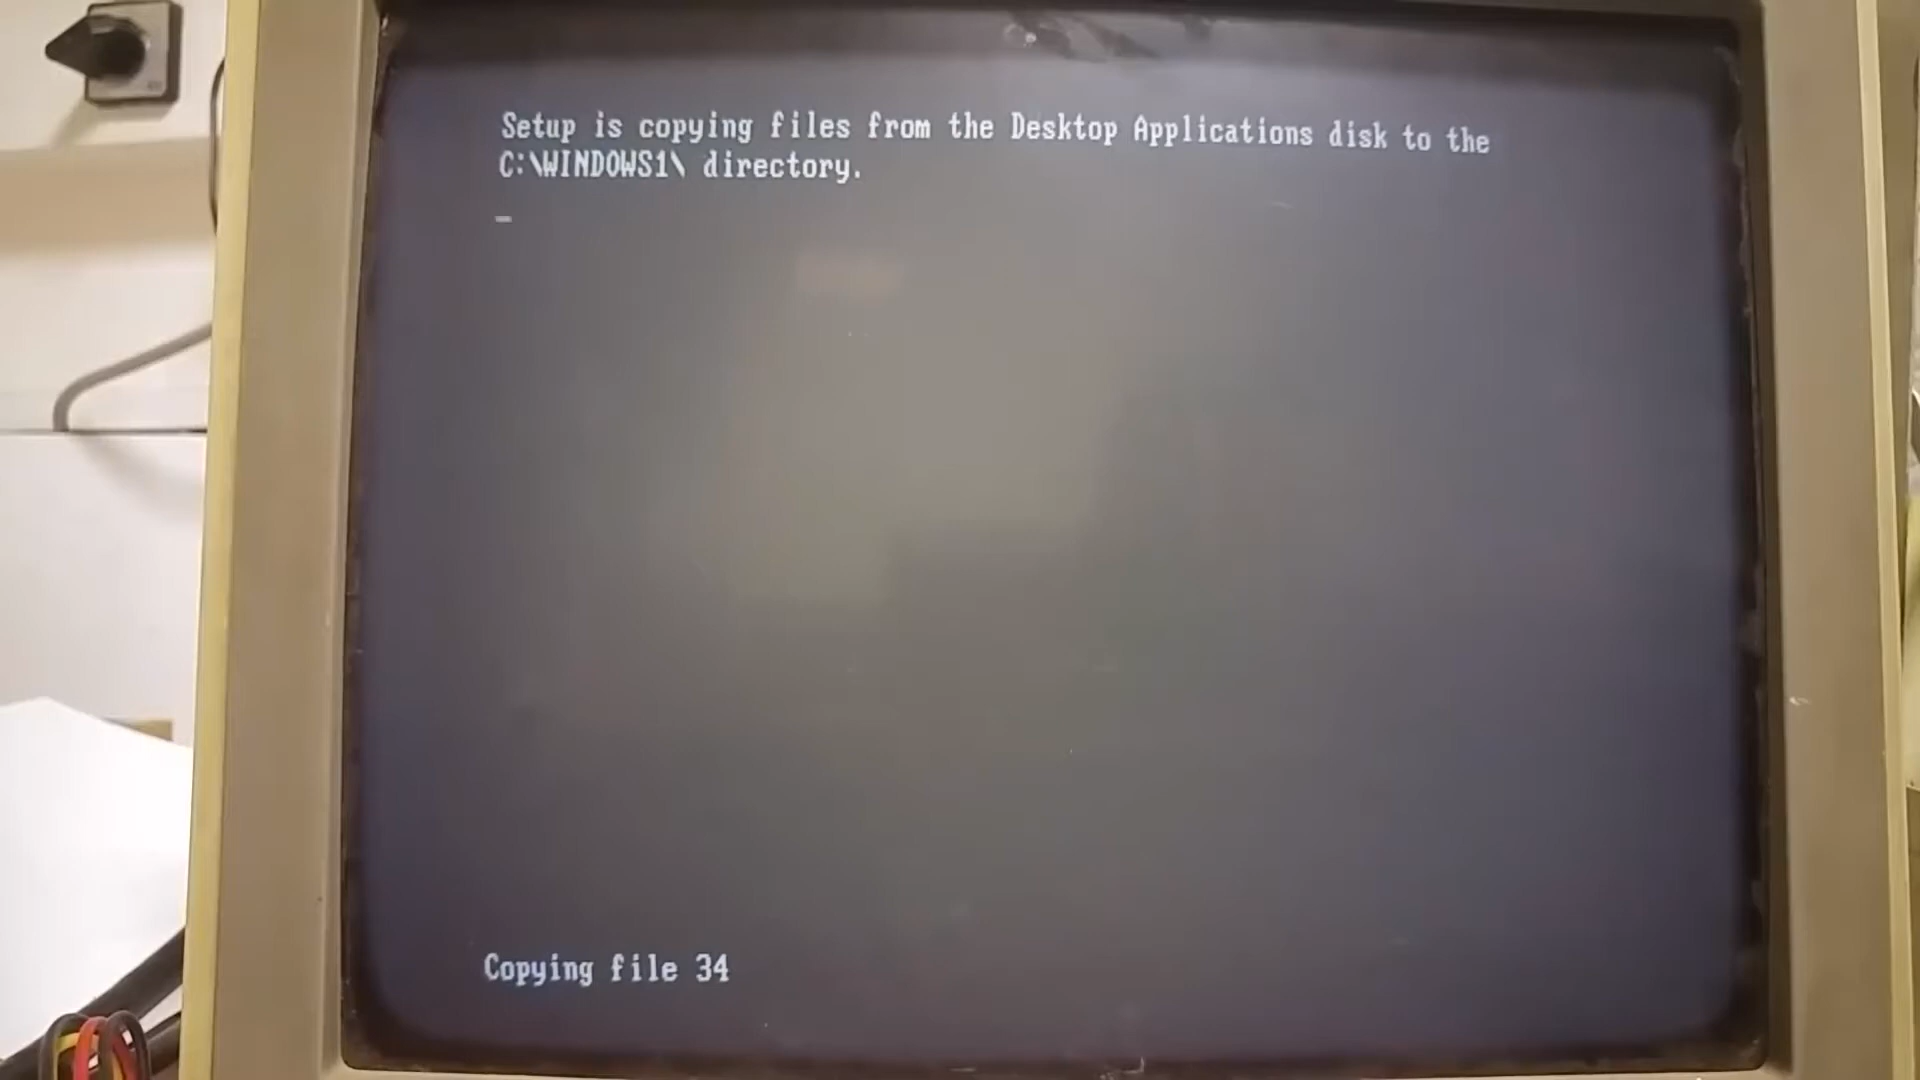 Setup is copying files from the Desktop Applications disk to the
C:\WINDOWS1\ directory.
Copying file 34